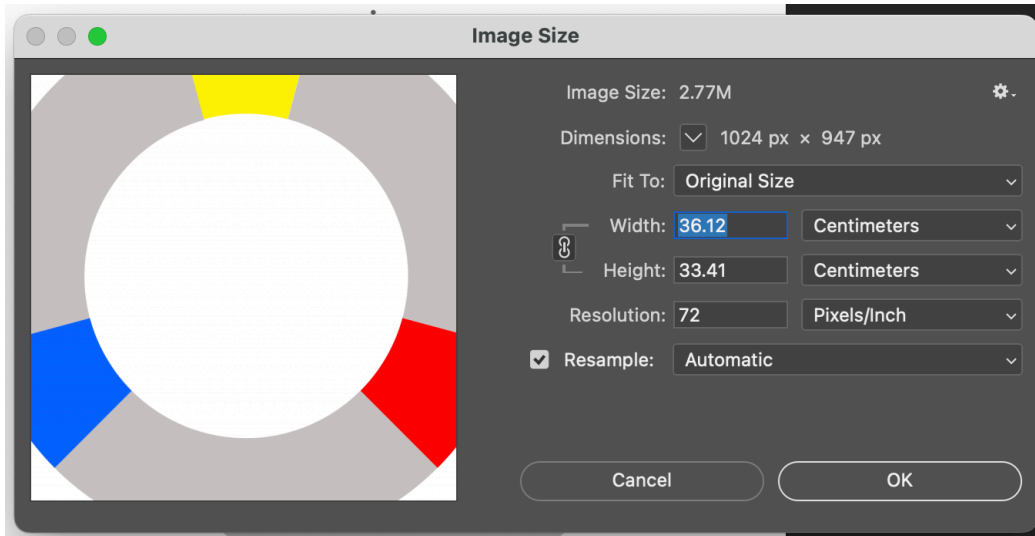 Image Size
Image Size: 2.77M
Dimensions: 1024 px × 947 px
Fit To: Original Size
Width: 36.12 Centimeters
Height: 33.41 Centimeters
Resolution: 72 Pixels/Inch
Resample: Automatic
Cancel OK